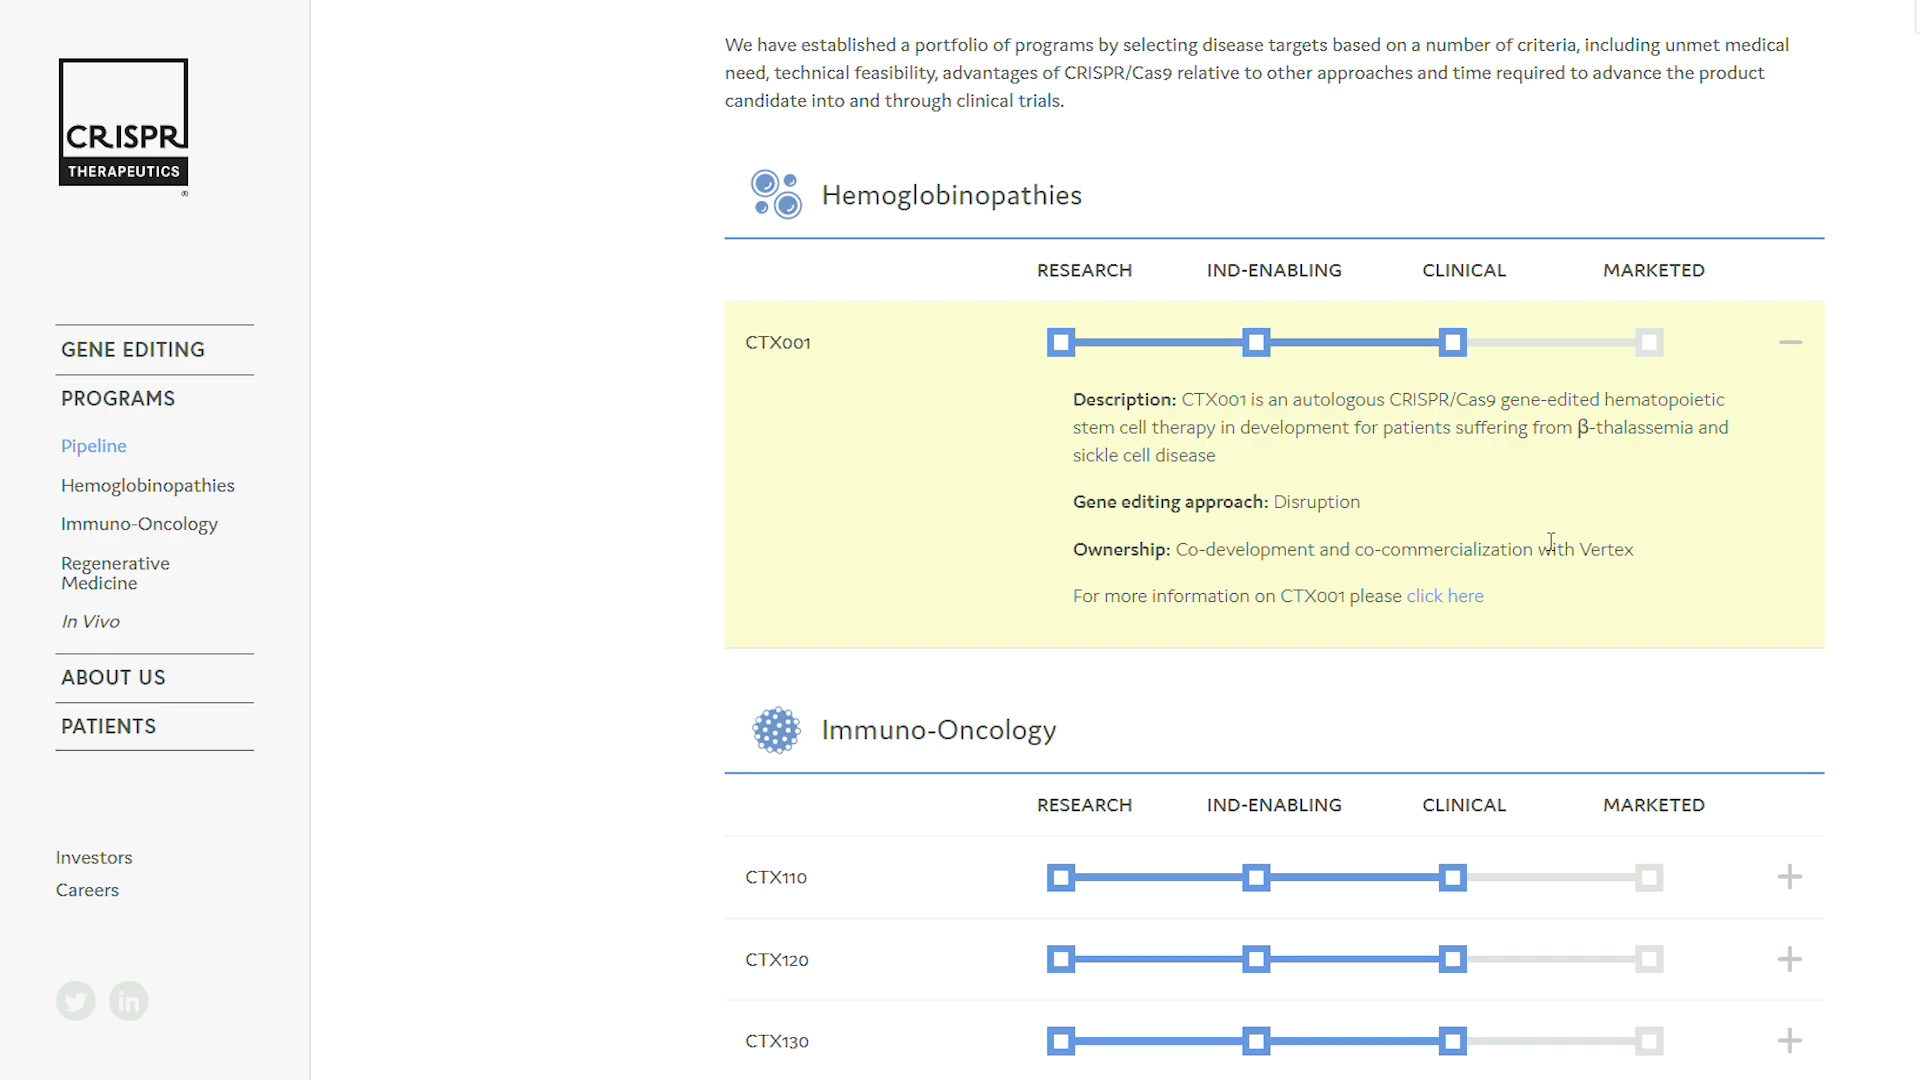 CRISPR
THERAPEUTICS
®
GENE EDITING
PROGRAMS
Pipeline
Hemoglobinopathies
Immuno-Oncology
Regenerative
Medicine
In Vivo
ABOUT US
PATIENTS
Investors
Careers
We have established a portfolio of programs by selecting disease targets based on a number of criteria, including unmet medical
need, technical feasibility, advantages of CRISPR/Cas9 relative to other approaches and time required to advance the product
candidate into and through clinical trials.
Hemoglobinopathies
RESEARCH IND-ENABLING CLINICAL MARKETED
CTX001
Description: CTX001 is an autologous CRISPR/Cas9 gene-edited hematopoietic
stem cell therapy in development for patients suffering from β-thalassemia and
sickle cell disease
Gene editing approach: Disruption
Ownership: Co-development and co-commercialization with Vertex
For more information on CTX001 please click here
Immuno-Oncology
RESEARCH IND-ENABLING CLINICAL MARKETED
CTX110
CTX120
CTX130